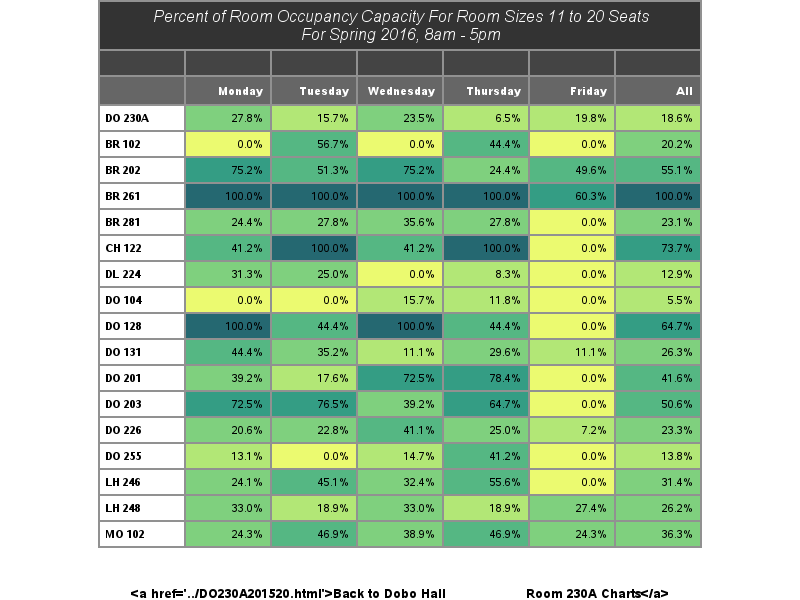 Percent of Room Occupancy Capacity For Room Sizes 11 to 20 Seats
For Spring 2016, 8am - 5pm
Monday Tuesday Wednesday Thursday Friday All
DO 230A 27.8% 15.7% 23.5% 6.5% 19.8% 18.6%
BR 102 0.0% 56.7% 0.0% 44.4% 0.0% 20.2%
BR 202 75.2% 51.3% 75.2% 24.4% 49.6% 55.1%
BR 261 100.0% 100.0% 100.0% 100.0% 60.3% 100.0%
BR 281 24.4% 27.8% 35.6% 27.8% 0.0% 23.1%
CH 122 41.2% 100.0% 41.2% 100.0% 0.0% 73.7%
DL 224 31.3% 25.0% 0.0% 8.3% 0.0% 12.9%
DO 104 0.0% 0.0% 15.7% 11.8% 0.0% 5.5%
DO 128 100.0% 44.4% 100.0% 44.4% 0.0% 64.7%
DO 131 44.4% 35.2% 11.1% 29.6% 11.1% 26.3%
DO 201 39.2% 17.6% 72.5% 78.4% 0.0% 41.6%
DO 203 72.5% 76.5% 39.2% 64.7% 0.0% 50.6%
DO 226 20.6% 22.8% 41.1% 25.0% 7.2% 23.3%
DO 255 13.1% 0.0% 14.7% 41.2% 0.0% 13.8%
LH 246 24.1% 45.1% 32.4% 55.6% 0.0% 31.4%
LH 248 33.0% 18.9% 33.0% 18.9% 27.4% 26.2%
MO 102 24.3% 46.9% 38.9% 46.9% 24.3% 36.3%
<a href='../DO230A201520.html'>Back to Dobo Hall Room 230A Charts</a>